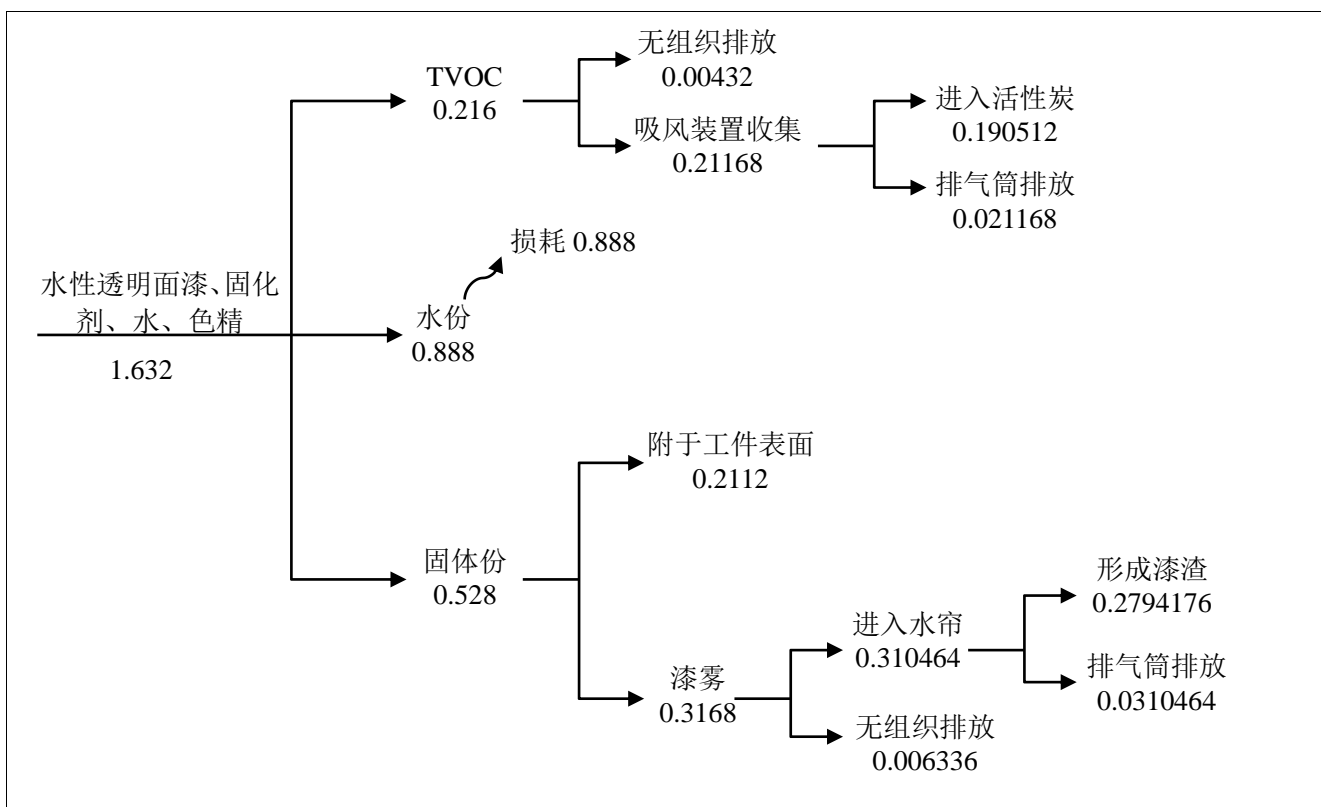 无组织排放
0.00432
TVOC
0.216
进入活性炭
0.190512
吸风装置收集
0.21168
排气筒排放
0.021168
损耗 0.888
水性透明面漆、固化
剂、水、色精
1.632
水份
0.888
附于工件表面
0.2112
固体份
0.528
形成漆渣
0.2794176
进入水帘
0.310464
排气筒排放
0.0310464
漆雾
0.3168
无组织排放
0.006336